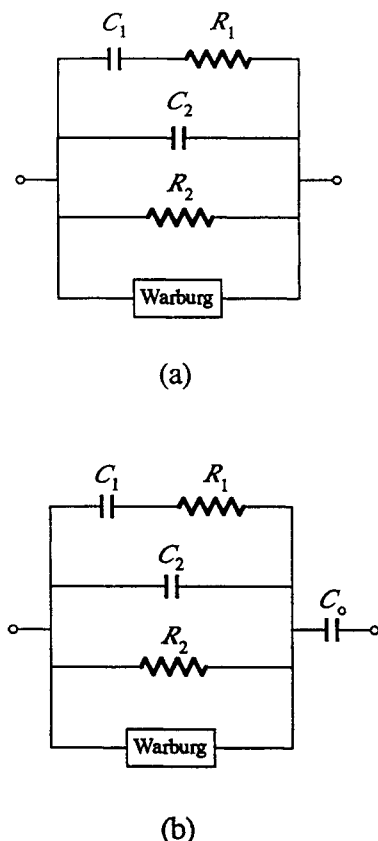 C₁ R₁
C₂
R₂
Warburg
(a)
C₁ R₁
C₂
Cₒ
R₂
Warburg
(b)